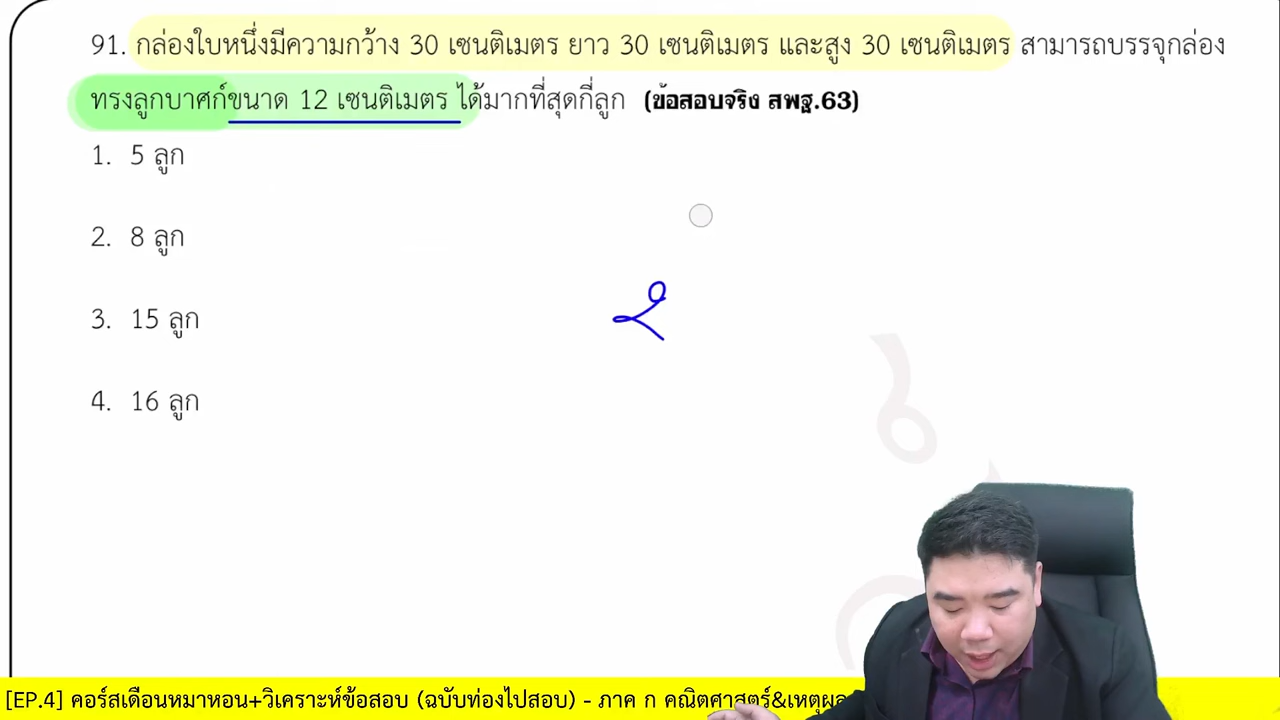 91. กล่องใบหนึ่งมีความกว้าง 30 เซนติเมตร ยาว 30 เซนติเมตร และสูง 30 เซนติเมตร สามารถบรรจุกล่อง
ทรงลูกบาศก์ขนาด 12 เซนติเมตร ได้มากที่สุดกี่ลูก (ข้อสอบจริง สพฐ.63)
1. 5 ลูก
2. 8 ลูก
3. 15 ลูก
4. 16 ลูก
[EP.4] คอร์สเดือนหมาหอน+วิเคราะห์ข้อสอบ (ฉบับท่องไปสอบ) - ภาค ก คณิตศาสตร์&เหตุผล